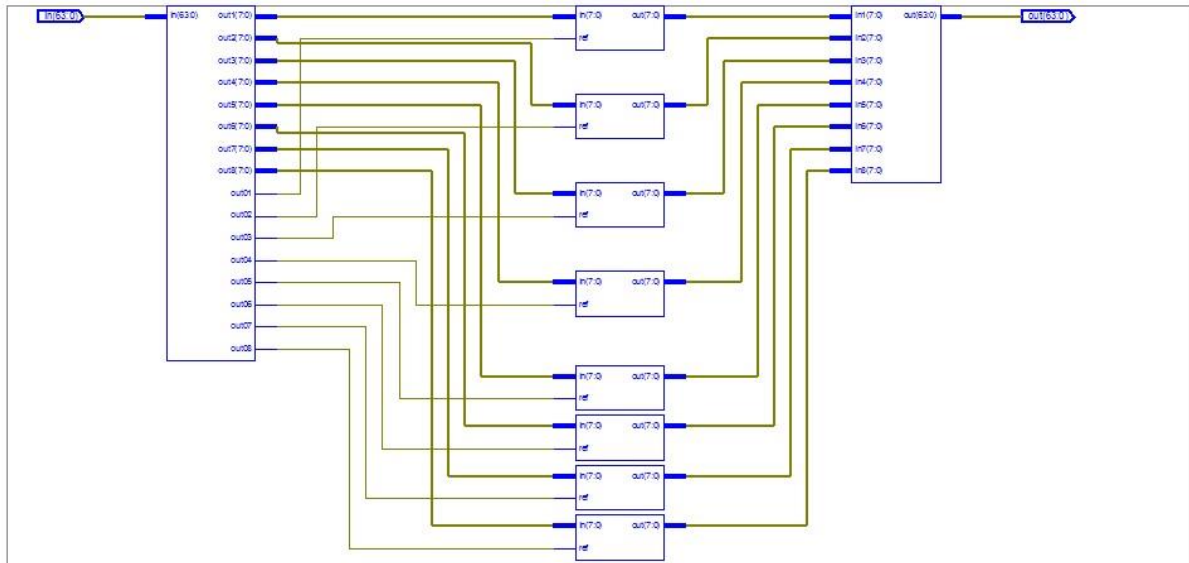 in(63:0)
in(63:0)
out1(7:0)
out2(7:0)
out3(7:0)
out4(7:0)
out5(7:0)
out6(7:0)
out7(7:0)
out8(7:0)
out01
out02
out03
out04
out05
out06
out07
out08
in(7:0) out(7:0)
ref
in(7:0) out(7:0)
ref
in(7:0) out(7:0)
ref
in(7:0) out(7:0)
ref
in(7:0) out(7:0)
ref
in(7:0) out(7:0)
ref
in(7:0) out(7:0)
ref
in(7:0) out(7:0)
ref
in1(7:0) out(63:0)
in2(7:0)
in3(7:0)
in4(7:0)
in5(7:0)
in6(7:0)
in7(7:0)
in8(7:0)
out(63:0)